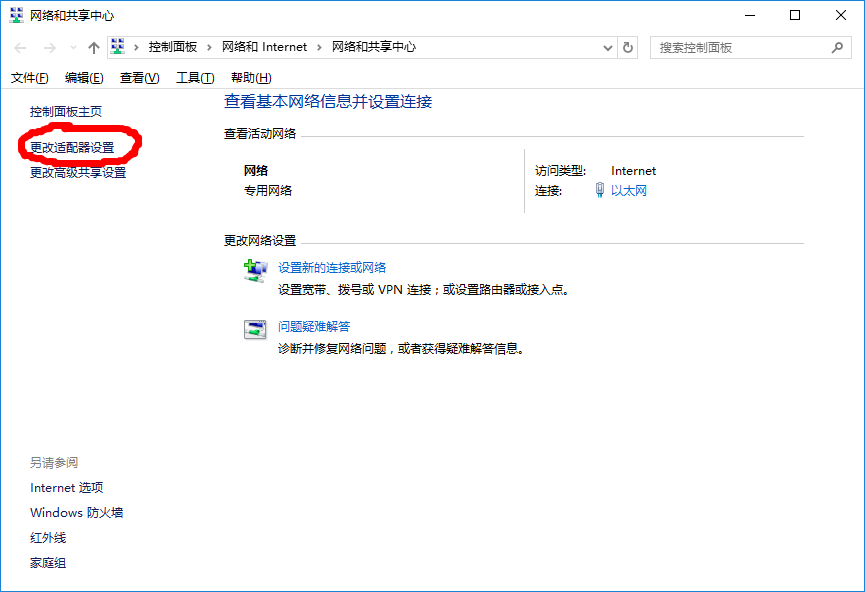 网络和共享中心
控制面板 网络和 Internet 网络和共享中心
搜索控制面板
文件(F) 编辑(E) 查看(V) 工具(T) 帮助(H)
控制面板主页
更改适配器设置
更改高级共享设置
查看基本网络信息并设置连接
查看活动网络
网络
专用网络
访问类型: Internet
连接: 以太网
更改网络设置
设置新的连接或网络
设置宽带、拨号或 VPN 连接；或设置路由器或接入点。
问题疑难解答
诊断并修复网络问题，或者获得疑难解答信息。
另请参阅
Internet 选项
Windows 防火墙
红外线
家庭组